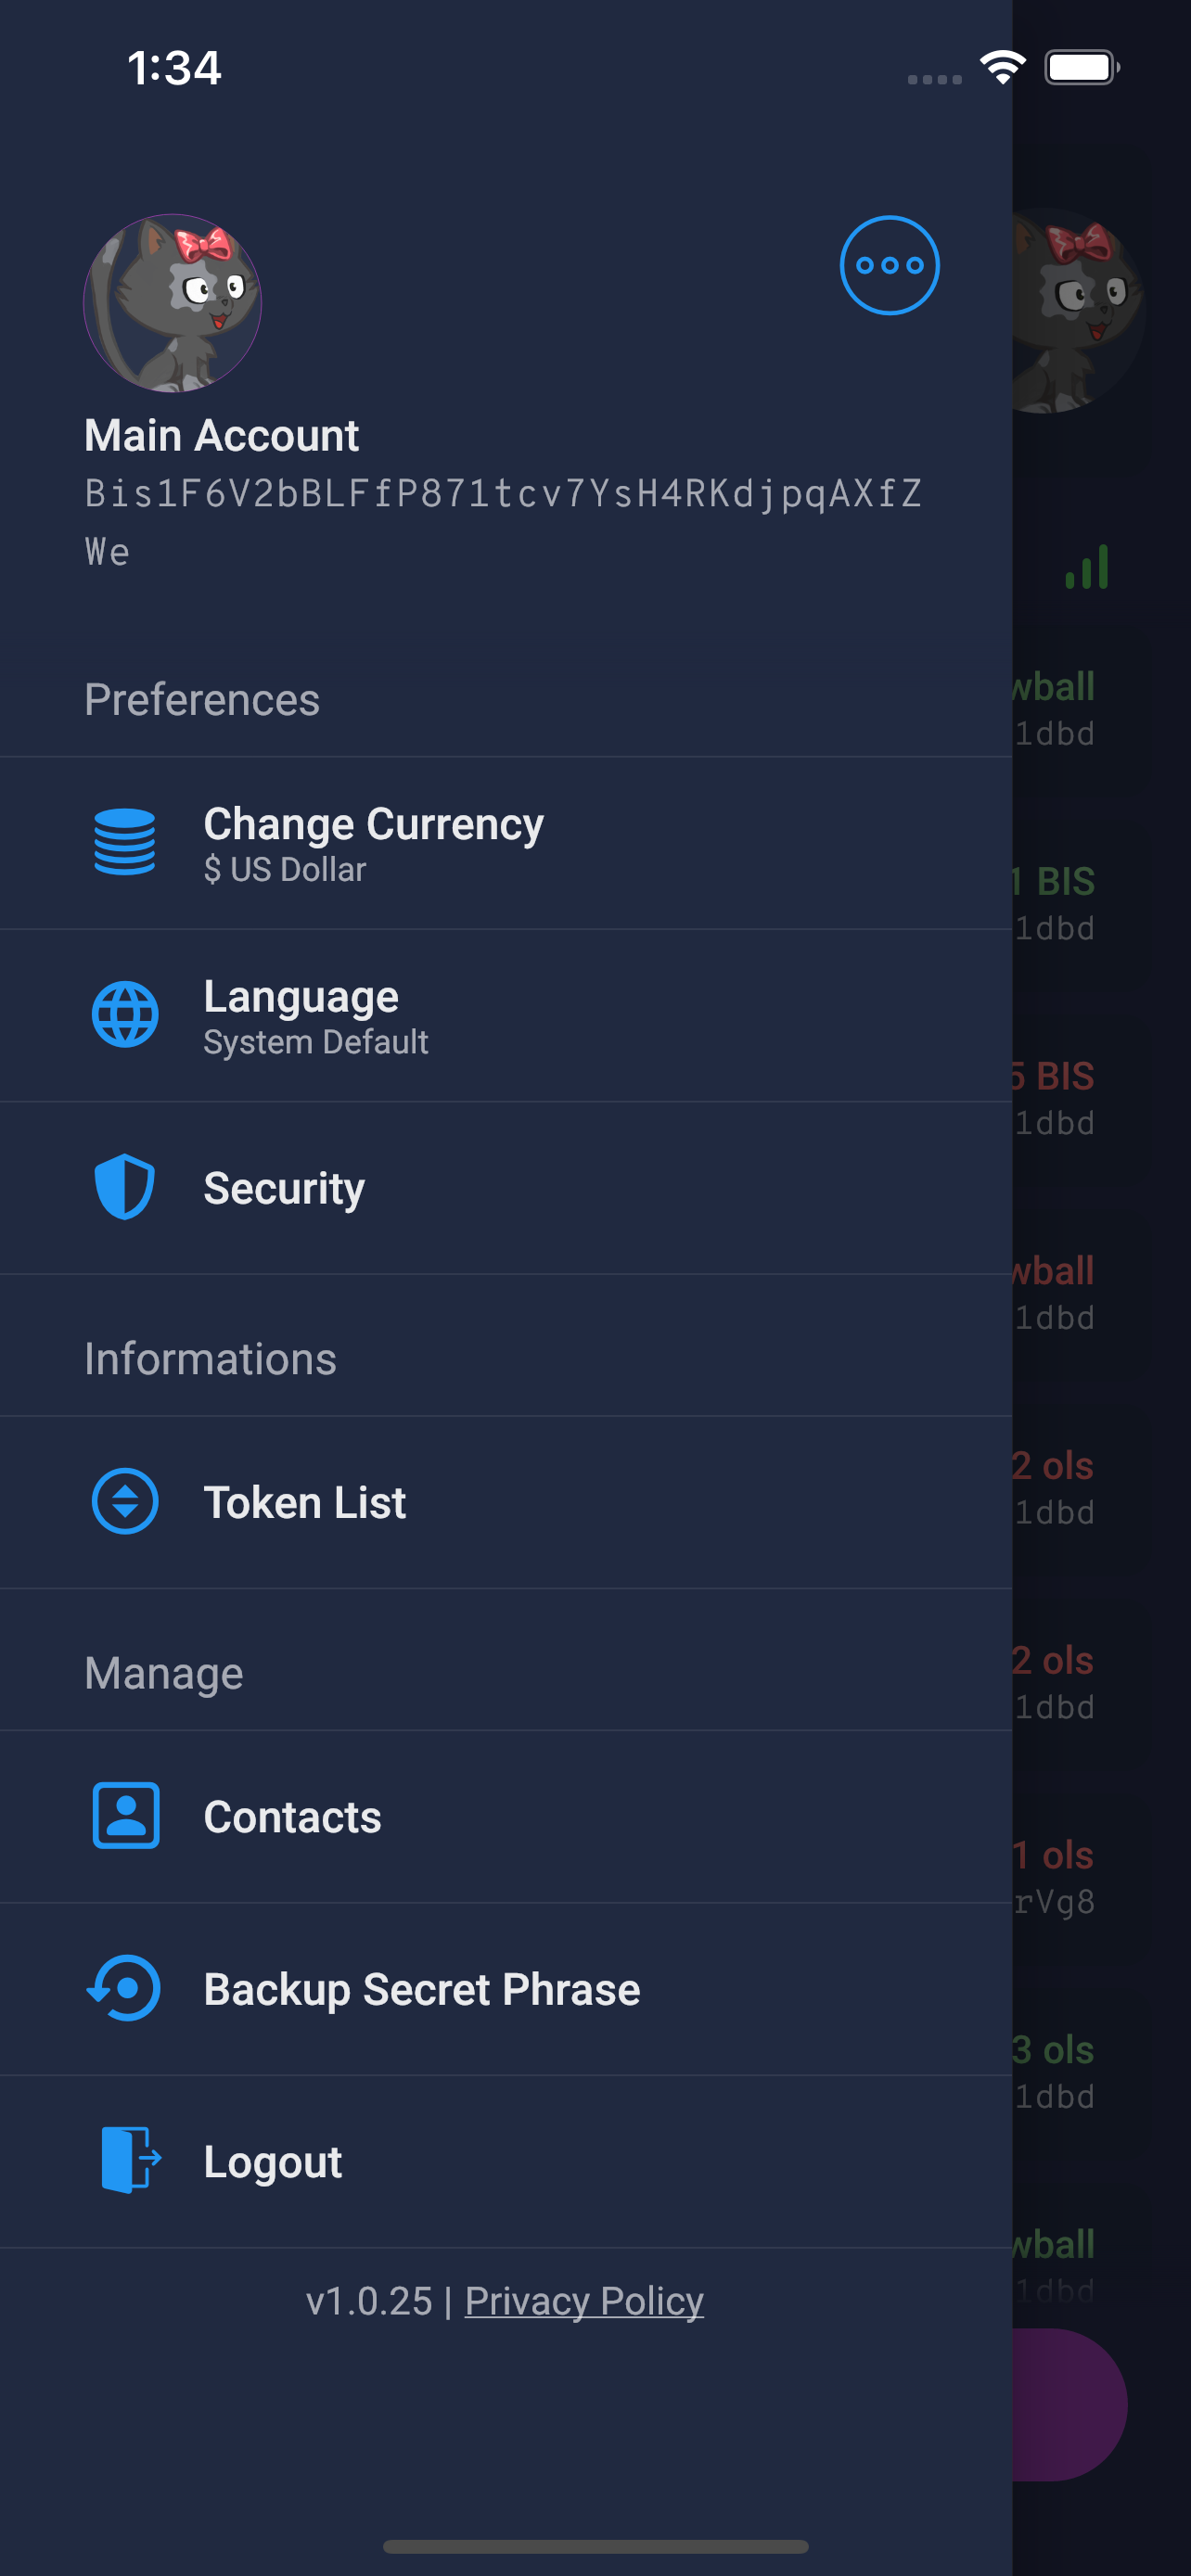 1:34
Main Account
Bis1F6V2bBLFfP871tcv7YsH4RKdjpqAXfZ
We
Preferences
wball
1dbd
Change Currency
$ US Dollar
1 BIS
1dbd
Language
System Default
5 BIS
1dbd
Security
wball
1dbd
Informations
2 ols
1dbd
Token List
2 ols
1dbd
Manage
Contacts
1 ols
rVg8
Backup Secret Phrase
3 ols
1dbd
Logout
wball
1dbd
v1.0.25 | Privacy Policy